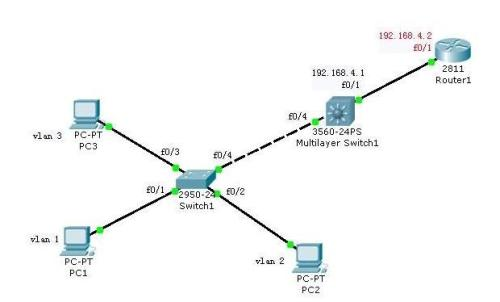 192.168.4.2
f0/1
2811
Router1
192.168.4.1
f0/1
f0/4
3560-24PS
Multilayer Switch1
PC-PT
PC3
vlan 3
f0/3
f0/4
f0/1
f0/2
2950-24
Switch1
vlan 1
PC-PT
PC1
vlan 2
PC-PT
PC2